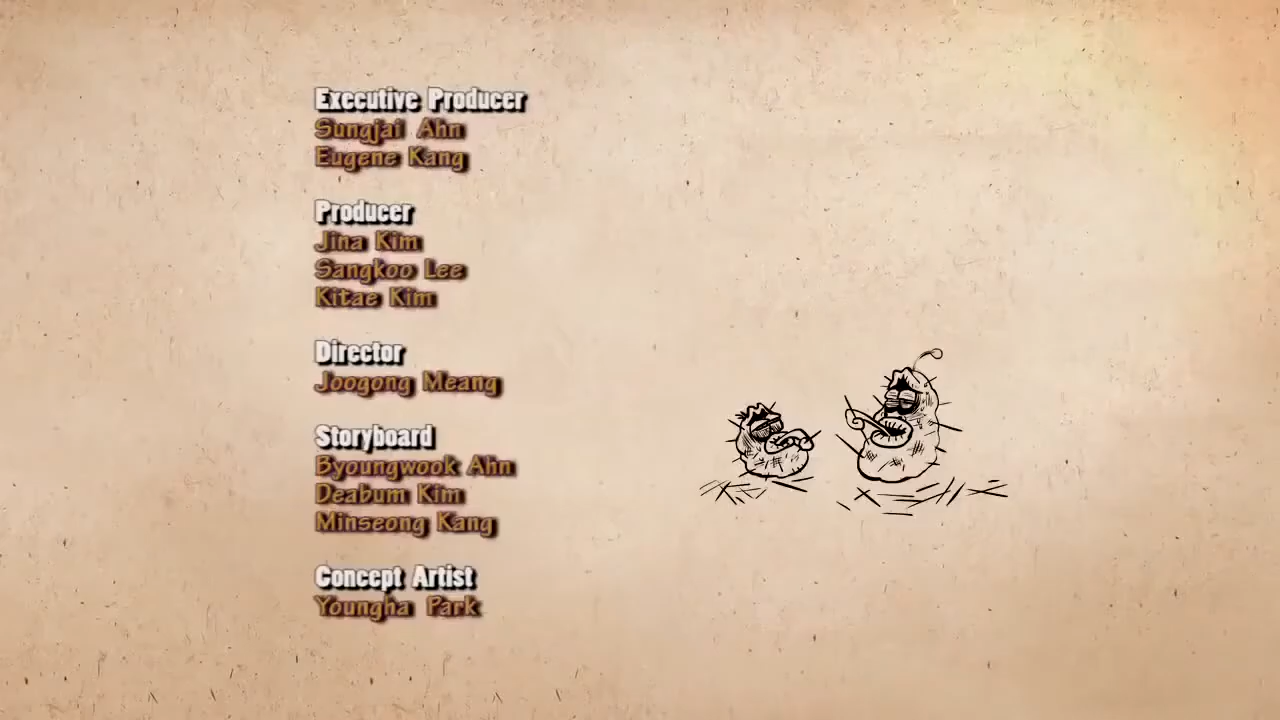 Executive Producer
Sungjai Ahn
Eugene Kang
Producer
Jina Kim
Sangkoo Lee
Kitae Kim
Director
Joogong Meang
Storyboard
Byoungwook Ahn
Deabum Kim
Minseong Kang
Concept Artist
Youngha Park